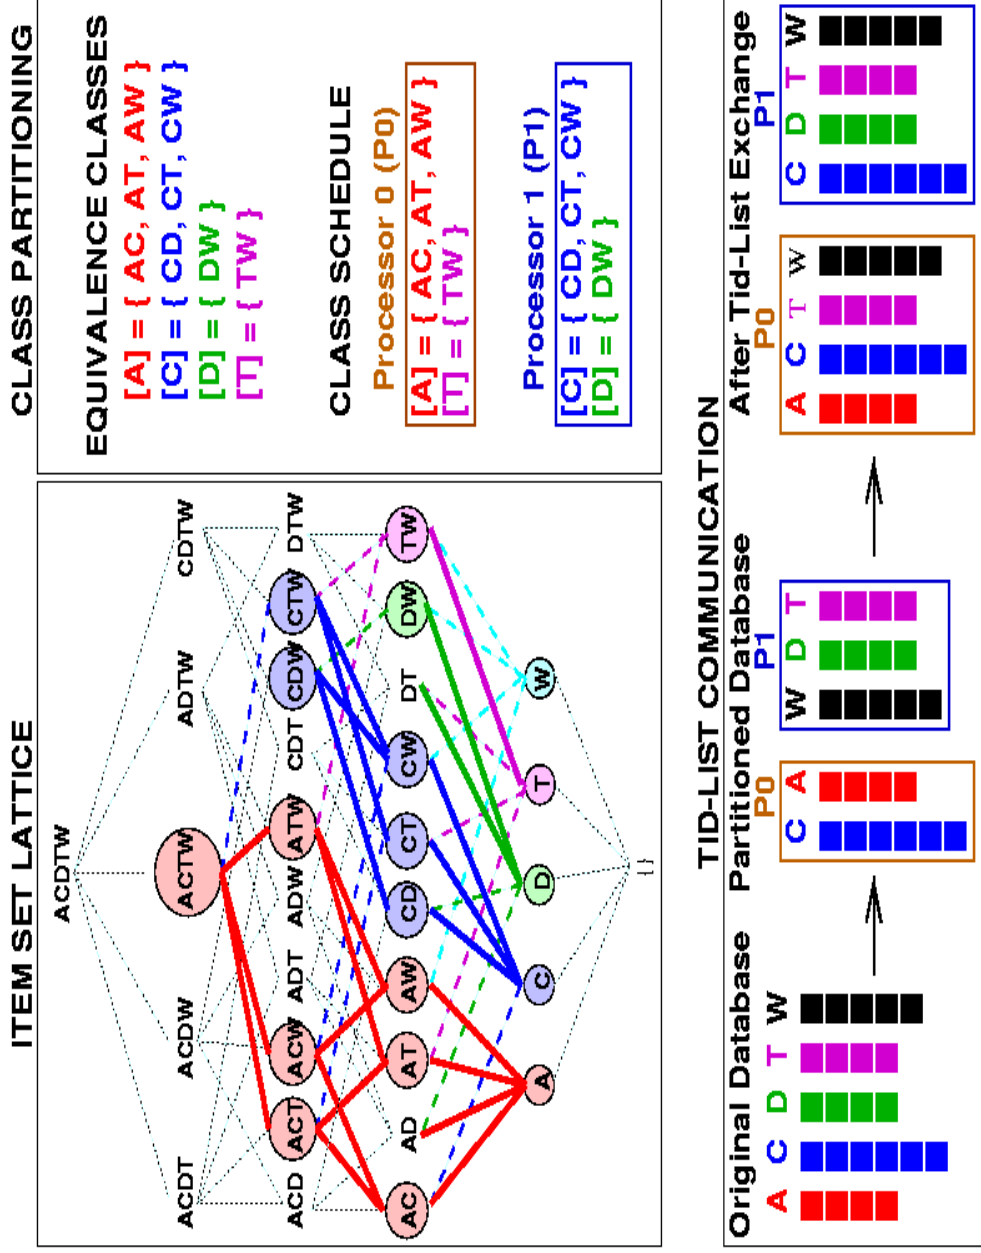 ITEM SET LATTICE
ACDTW
ACDT ACDW ACTW ADTW CDTW
ACD ACT ACW ADT ADW ATW CDT CDW CTW DTW
AC AD AT AW CD CT CW DT DW TW
A C D T W
{ }
CLASS PARTITIONING
EQUIVALENCE CLASSES
[A] = { AC, AT, AW }
[C] = { CD, CT, CW }
[D] = { DW }
[T] = { TW }
CLASS SCHEDULE
Processor 0 (P0)
[A] = { AC, AT, AW }
[T] = { TW }
Processor 1 (P1)
[C] = { CD, CT, CW }
[D] = { DW }
TID-LIST COMMUNICATION
Original Database
A C D T W
Partitioned Database
P0 P1
C A W D T
After Tid-List Exchange
P0 P1
A C T W C D T W